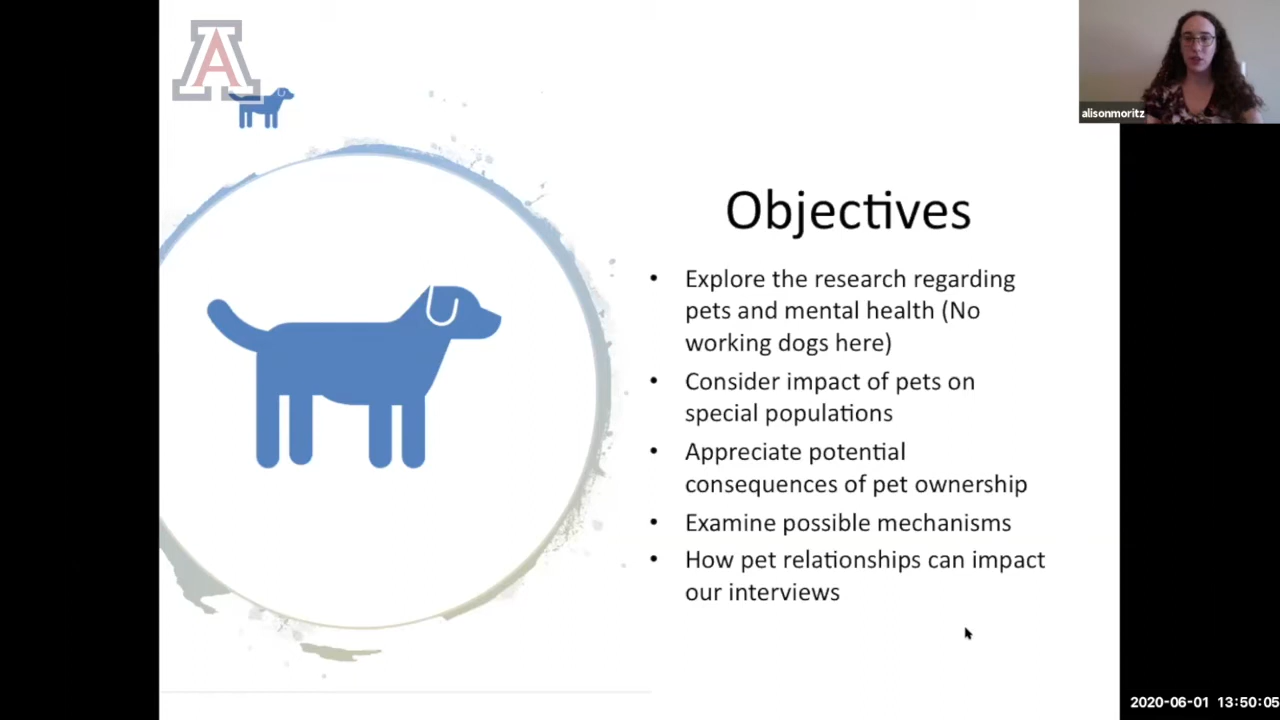 A
alisonmoritz
Objectives
• Explore the research regarding
pets and mental health (No
working dogs here)
• Consider impact of pets on
special populations
• Appreciate potential
consequences of pet ownership
• Examine possible mechanisms
• How pet relationships can impact
our interviews
2020-06-01 13:50:05